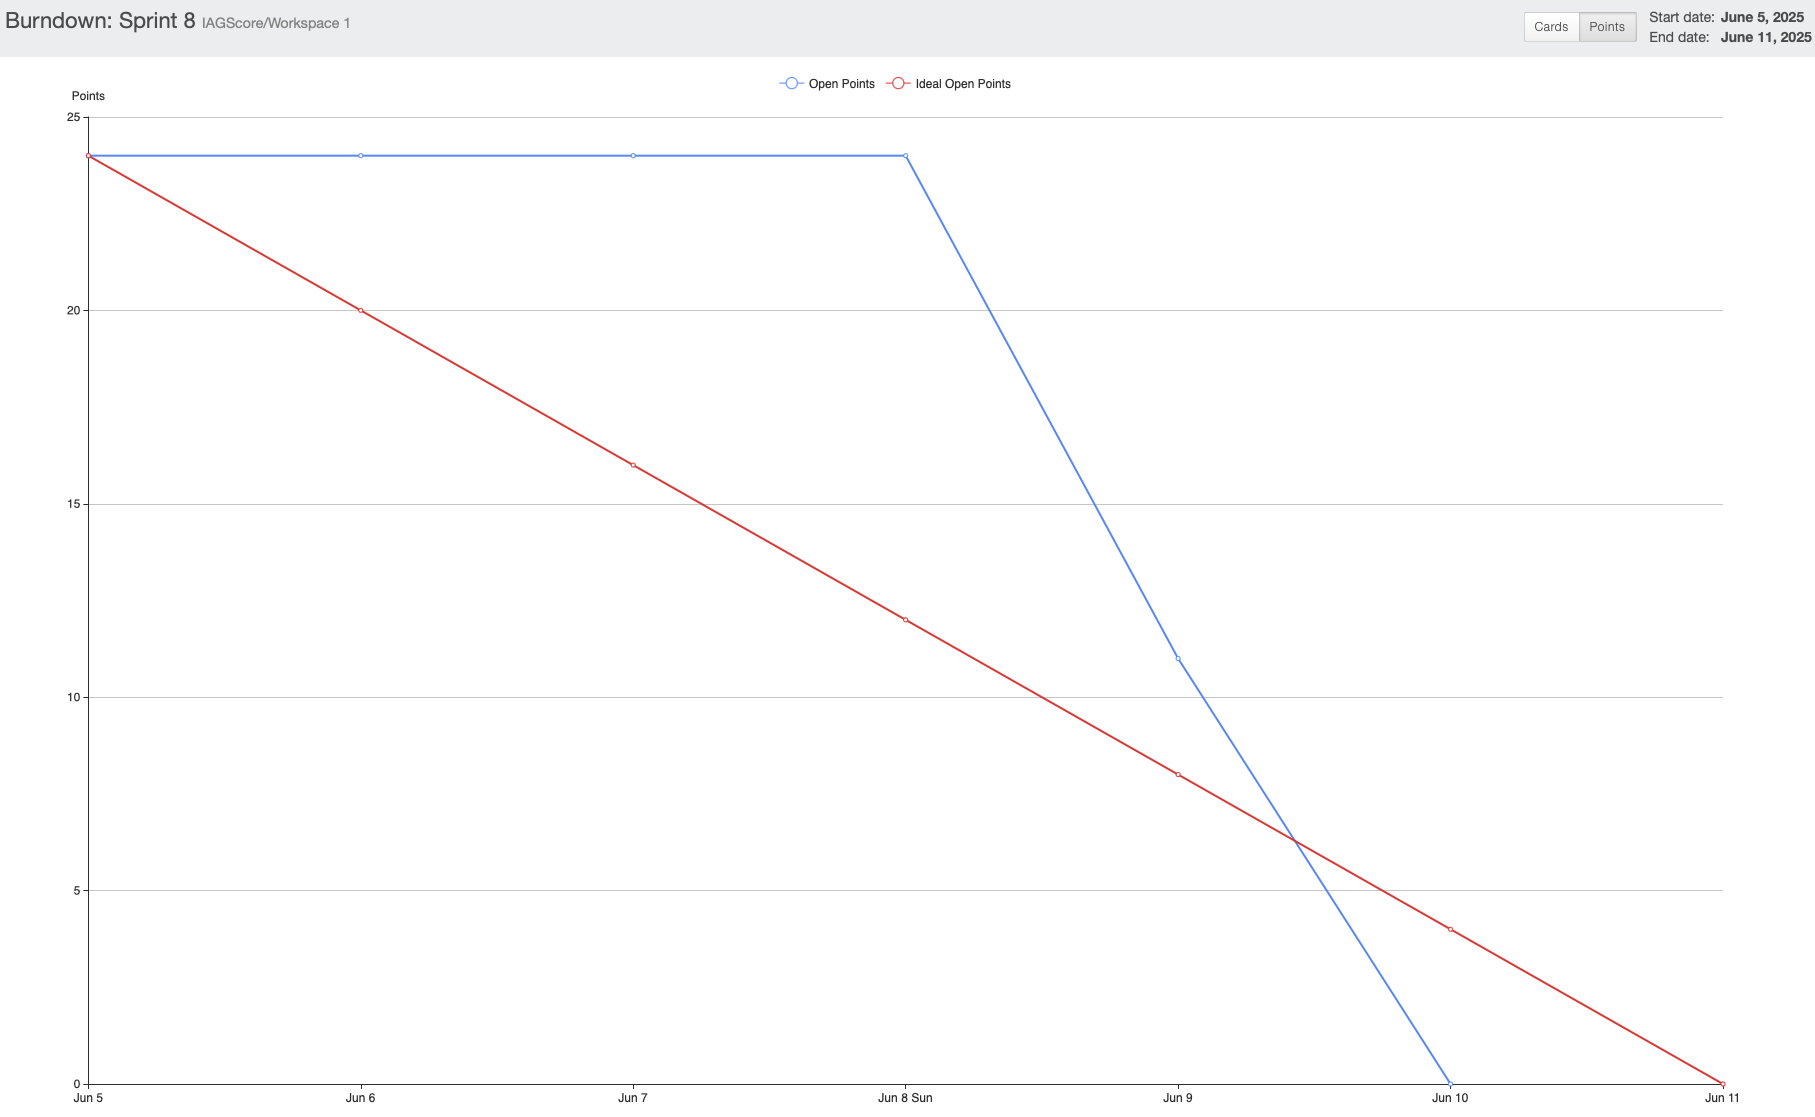 Burndown: Sprint 8 IAGScore/Workspace 1
Cards Points
Start date: June 5, 2025
End date: June 11, 2025
Open Points Ideal Open Points
Points
25
20
15
10
5
0
Jun 5 Jun 6 Jun 7 Jun 8 Sun Jun 9 Jun 10 Jun 11